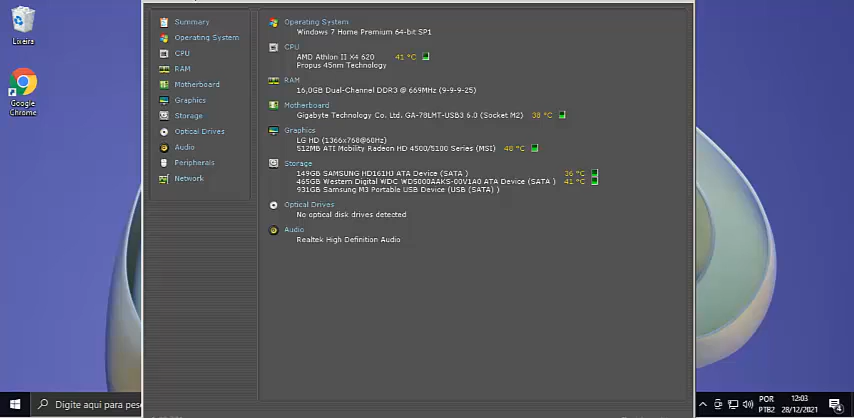 Lixeira
Google
Chrome
Summary
Operating System
CPU
RAM
Motherboard
Graphics
Storage
Optical Drives
Audio
Peripherals
Network
Operating System
Windows 7 Home Premium 64-bit SP1
CPU
AMD Athlon II X4 620 41 °C
Propus 45nm Technology
RAM
16,0GB Dual-Channel DDR3 @ 669MHz (9-9-9-25)
Motherboard
Gigabyte Technology Co. Ltd. GA-78LMT-USB3 6.0 (Socket M2) 38 °C
Graphics
LG HD (1366x768@60Hz)
512MB ATI Mobility Radeon HD 4500/5100 Series (MSI) 48 °C
Storage
149GB SAMSUNG HD161HJ ATA Device (SATA ) 36 °C
465GB Western Digital WDC WD5000AAKS-00V1A0 ATA Device (SATA ) 41 °C
931GB Samsung M3 Portable USB Device (USB (SATA) )
Optical Drives
No optical disk drives detected
Audio
Realtek High Definition Audio
Digite aqui para pes
POR
PTB2
12:03
28/12/2021
4